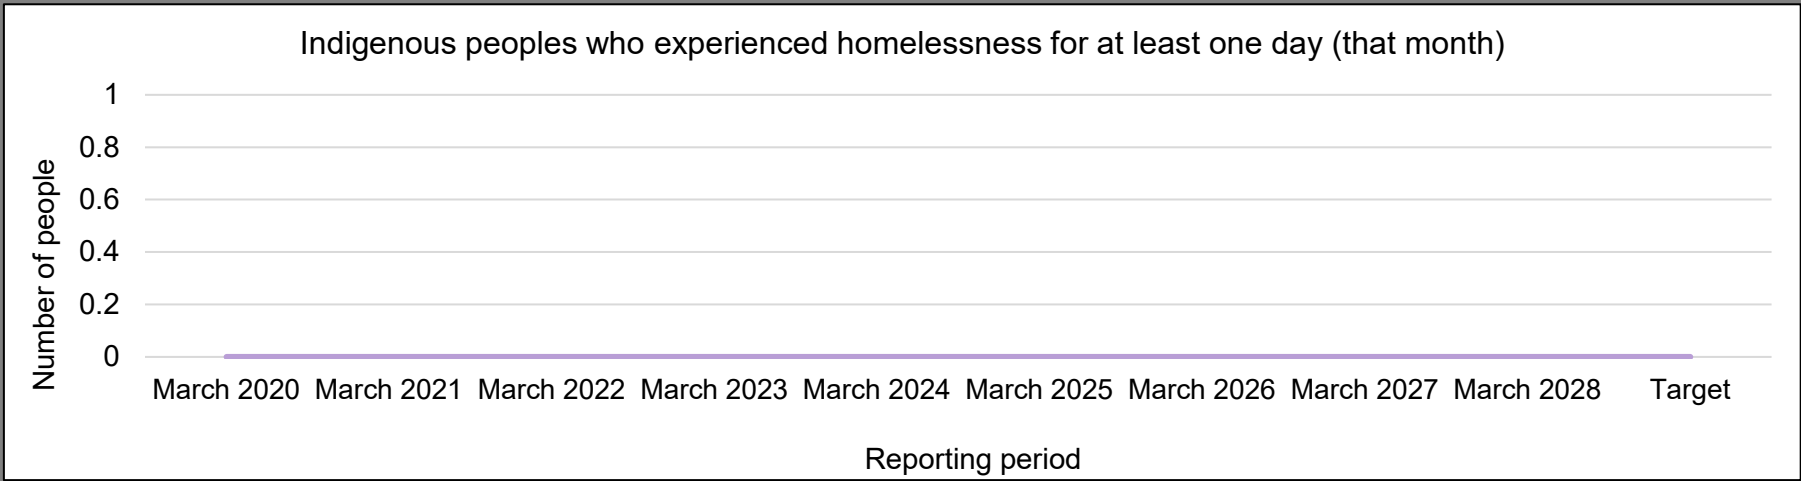 Indigenous peoples who experienced homelessness for at least one day (that month)
1
0.8
0.6
0.4
0.2
0
Number of people
March 2020 March 2021 March 2022 March 2023 March 2024 March 2025 March 2026 March 2027 March 2028 Target
Reporting period